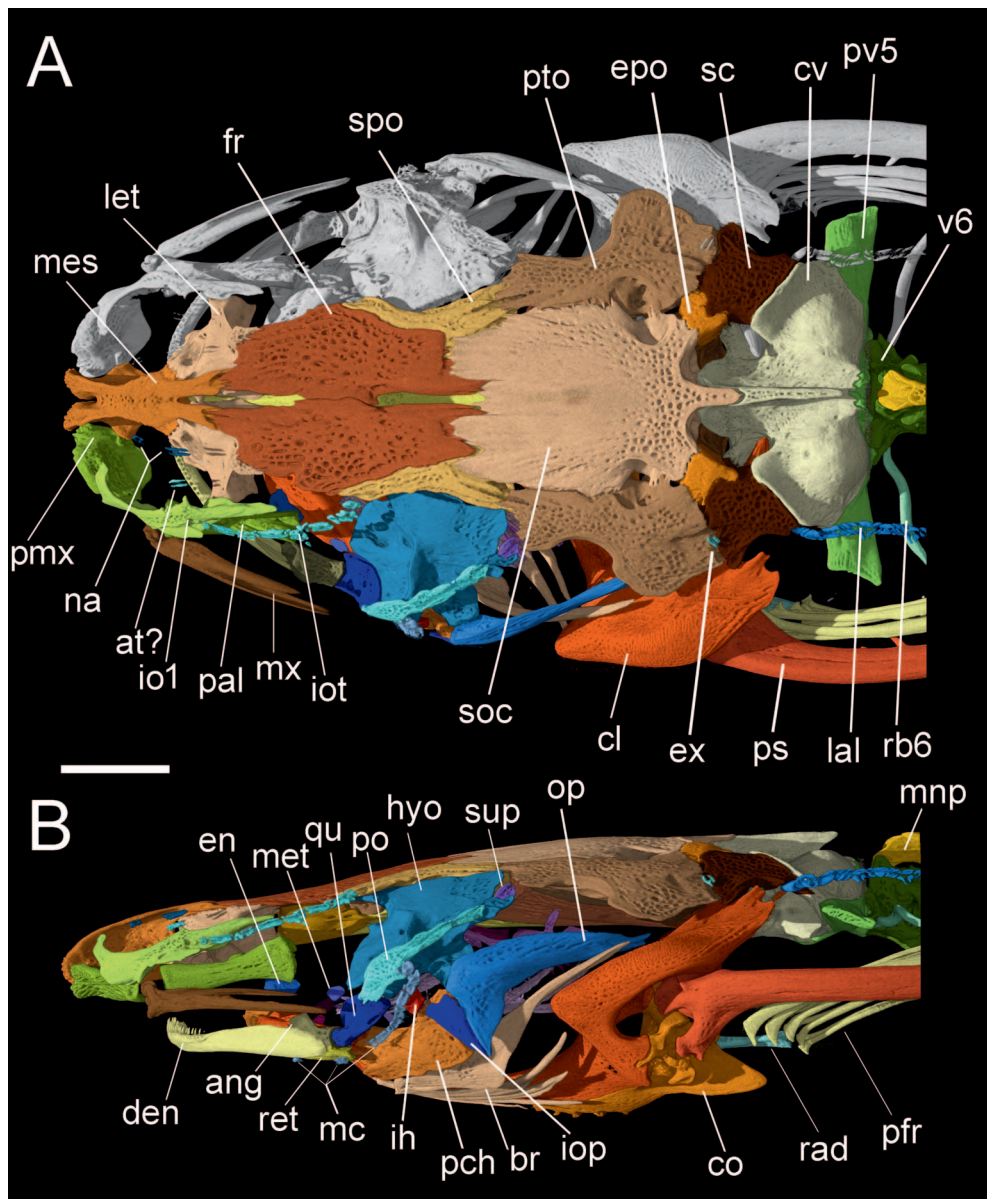 A
pv5
epo
sc
cv
pto
spo
fr
let
v6
mes
pmx
na
at?
io1
pal
mx
iot
soc
cl
ex
ps
lal
rb6
B
op
mnp
hyo
sup
qu
po
en
met
den
ang
ret
mc
ih
pch
br
iop
co
rad
pfr